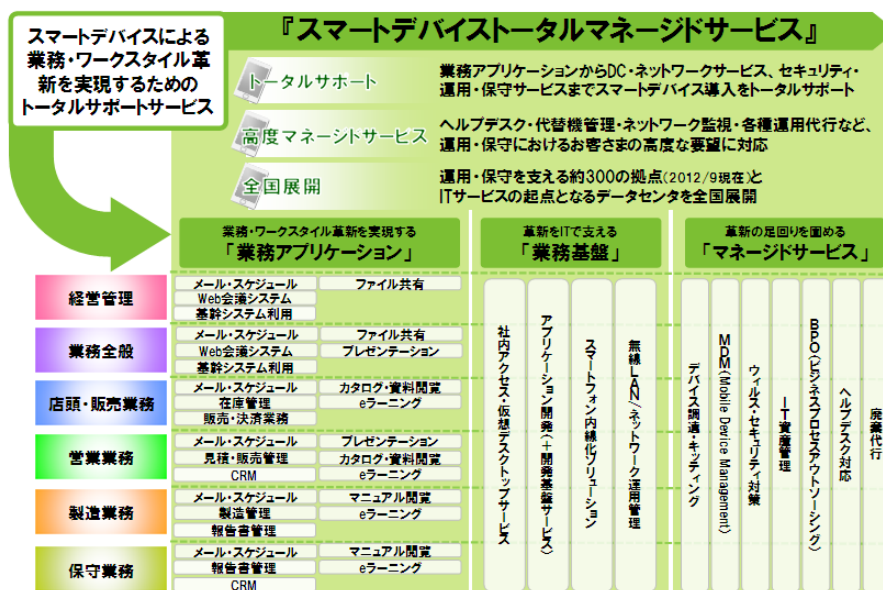 スマートデバイスによる
業務・ワークスタイル革
新を実現するための
トータルサポートサービス
『スマートデバイストータルマネージドサービス』
トータルサポート
業務アプリケーションからDC・ネットワークサービス、セキュリティ・
運用・保守サービスまでスマートデバイス導入をトータルサポート
高度マネーシドサービス
ヘルプデスク・代替機管理・ネットワーク監視・各種運用代行など、
運用・保守におけるお客さまの高度な要望に対応
全国展開
運用・保守を支える約300の拠点(2012/9現在)と
ITサービスの起点となるデータセンタを全国展開
業務・ワークスタイル革新を実現する
「業務アプリケーション」
革新をITで支える
「業務基盤」
革新の足回りを固める
「マネージドサービス」
経営管理
メール・スケジュール
ファイル共有
Web会議システム
基幹システム利用
業務全般
メール・スケジュール
ファイル共有
Web会議システム
プレゼンテーション
基幹システム利用
店頭・販売業務
メール・スケジュール
カタログ・資料閲覧
在庫管理
eラーニング
販売・決済業務
営業業務
メール・スケジュール
プレゼンテーション
見積・販売管理
カタログ・資料閲覧
CRM
eラーニング
製造業務
メール・スケジュール
マニュアル閲覧
製造管理
eラーニング
報告書管理
保守業務
メール・スケジュール
マニュアル閲覧
報告書管理
eラーニング
CRM
社内アクセス・仮想デスクトップサービス
アプリケーション開発(+開発基盤サービス)
スマートフォン内線化ソリューション
無線LAN/ネットワーク運用管理
デバイス調達・キッティング
MDM(Mobile Device Management)
ウィルス・セキュリティ対策
IT資産管理
BPO(ビジネスプロセスアウトソーシング)
ヘルプデスク対応
廃棄代行